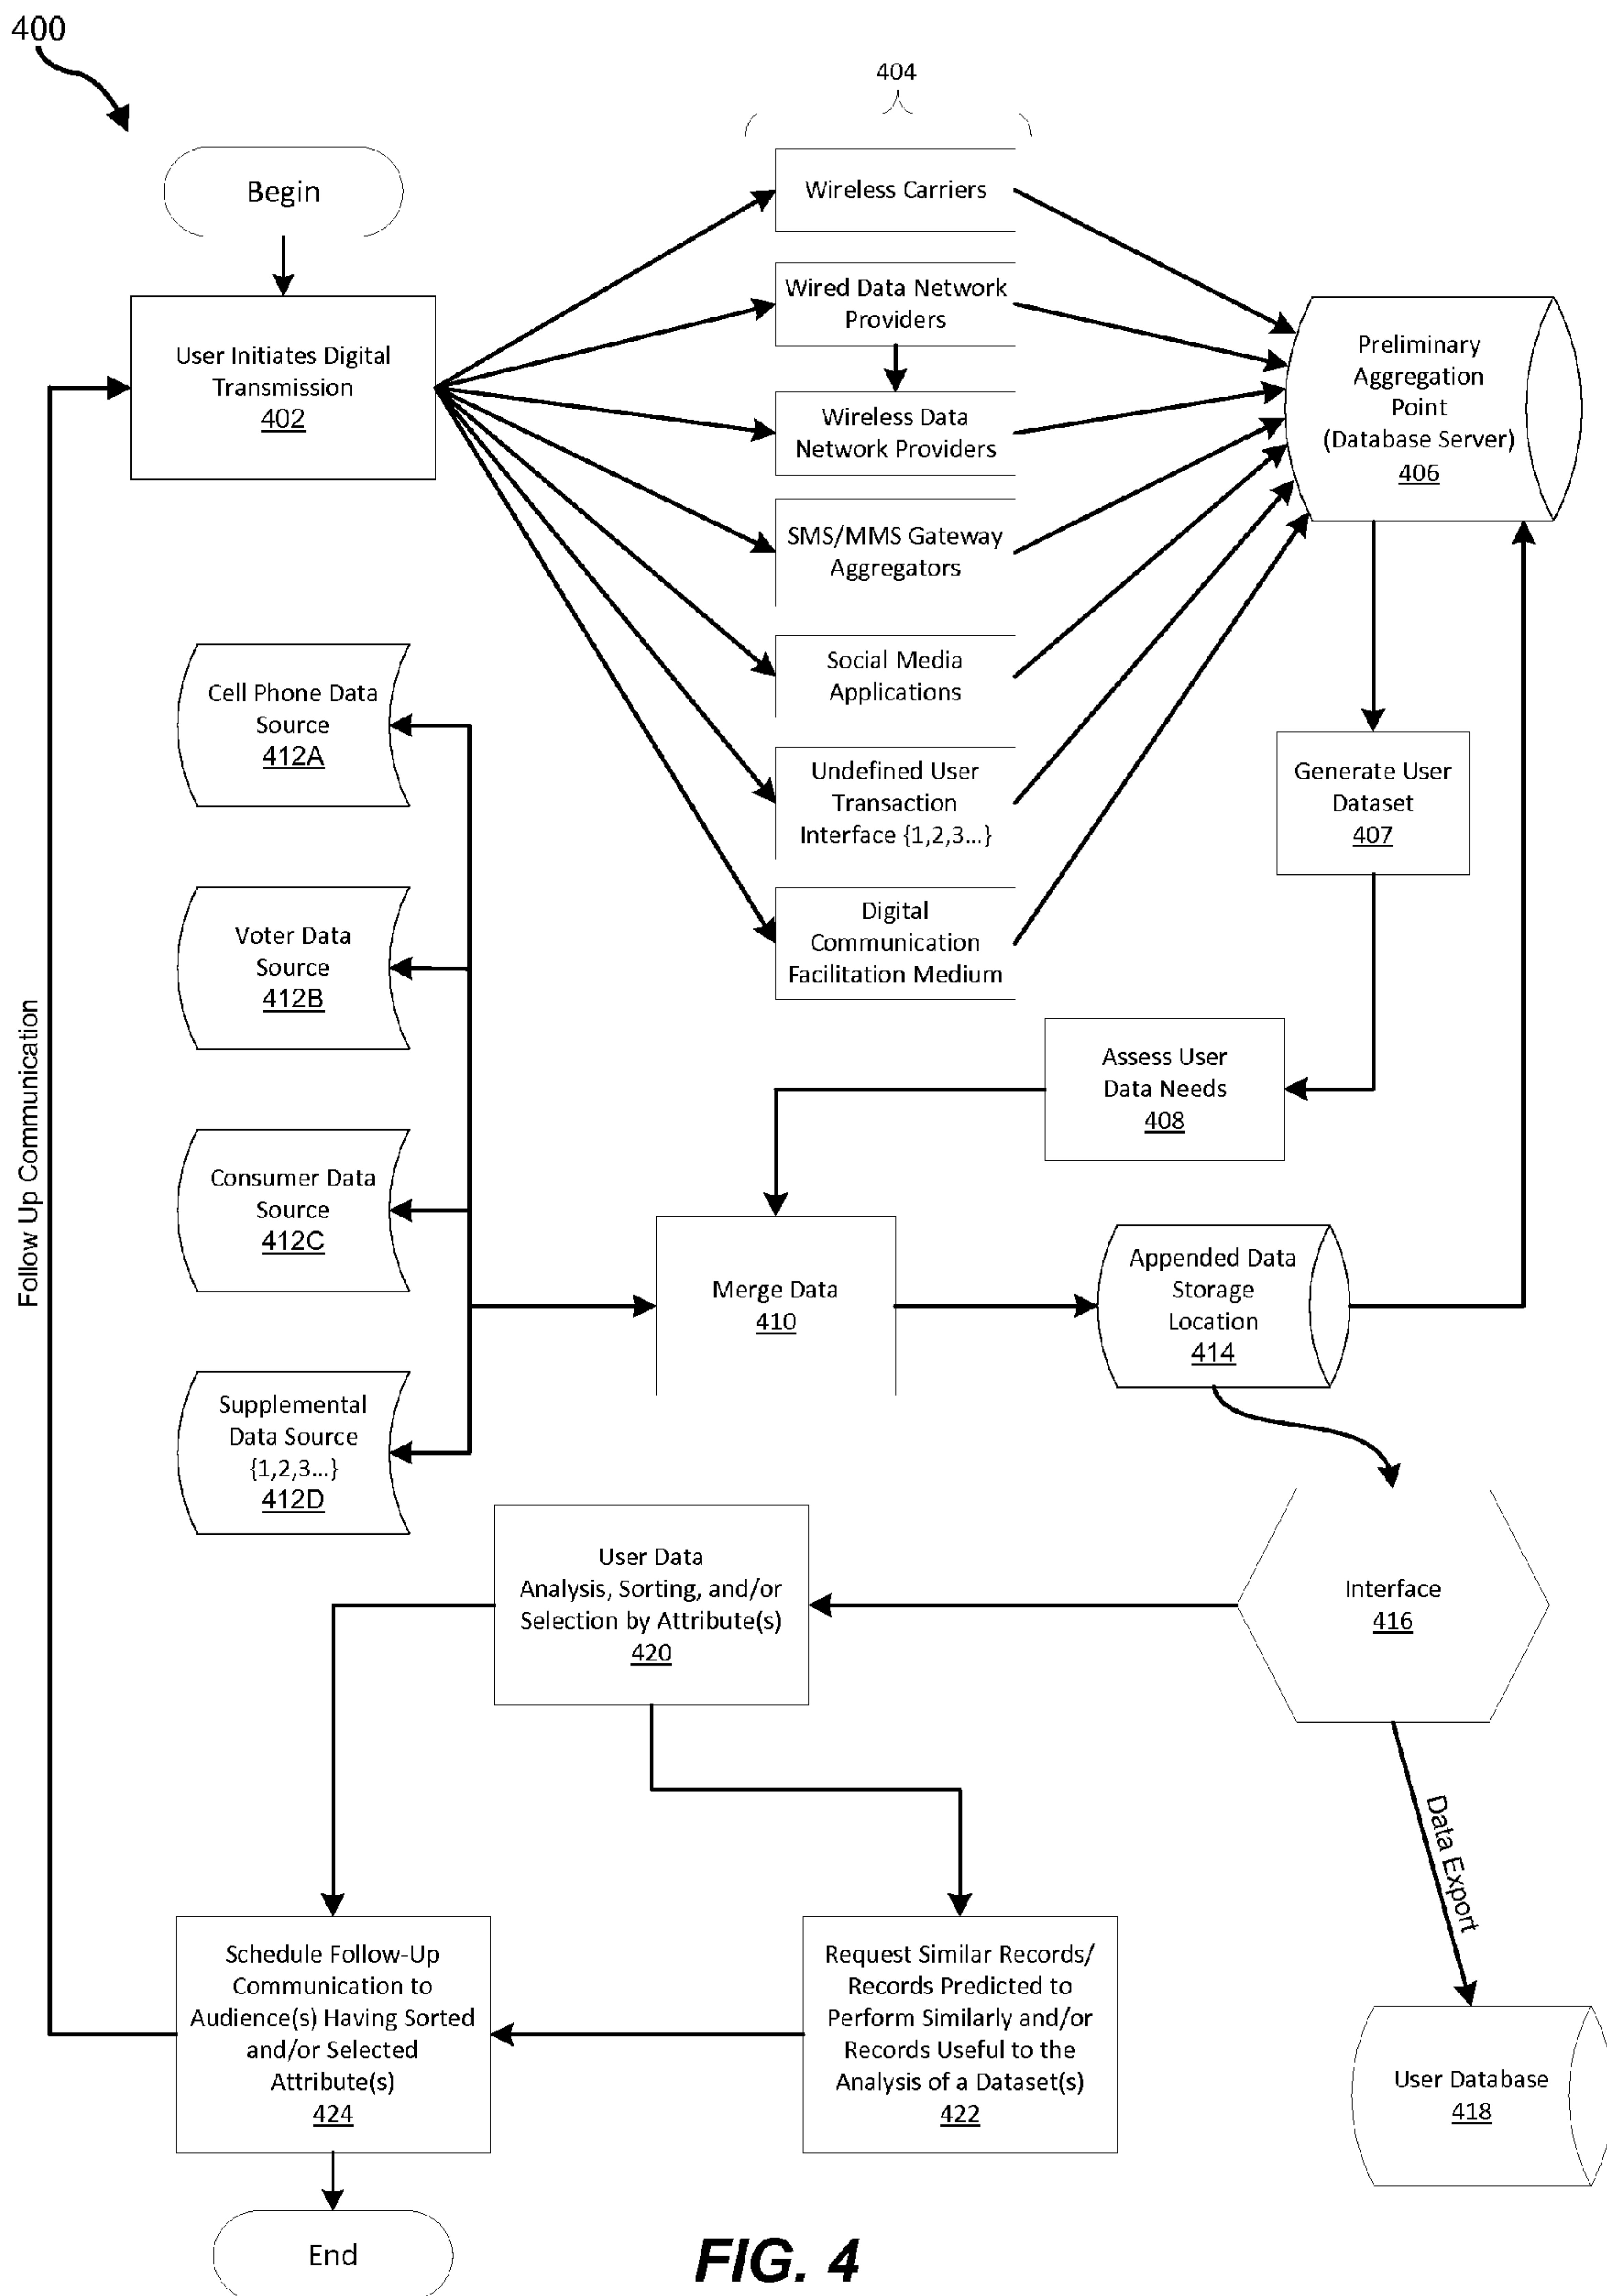 400
404
Begin
Wireless Carriers
Wired Data Network
Providers
User Initiates Digital
Transmission
402
Preliminary
Aggregation
Point
(Database Server)
406
Wireless Data
Network Providers
SMS/MMS Gateway
Aggregators
Social Media
Applications
Cell Phone Data
Source
412A
Undefined User
Transaction
Interface {1,2,3...}
Generate User
Dataset
407
Digital
Communication
Facilitation Medium
Voter Data
Source
412B
Follow Up Communication
Assess User
Data Needs
408
Consumer Data
Source
412C
Merge Data
410
Appended Data
Storage
Location
414
Supplemental
Data Source
{1,2,3...}
412D
User Data
Analysis, Sorting, and/or
Selection by Attribute(s)
420
Interface
416
Data Export
Schedule Follow-Up
Communication to
Audience(s) Having Sorted
and/or Selected
Attribute(s)
424
Request Similar Records/
Records Predicted to
Perform Similarly and/or
Records Useful to the
Analysis of a Dataset(s)
422
User Database
418
End
FIG. 4